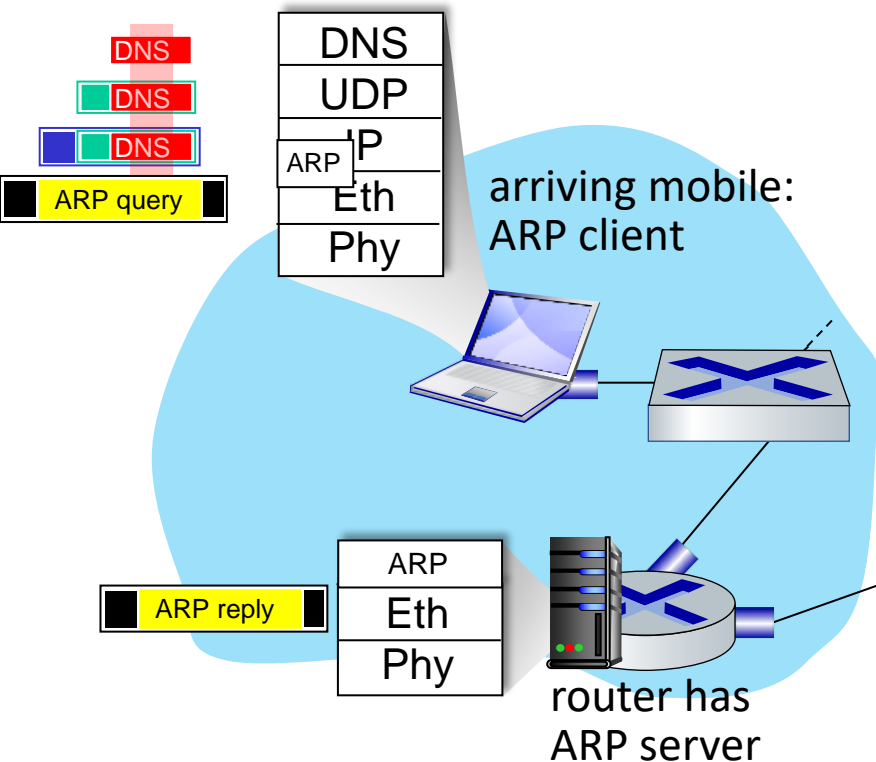 DNS
DNS
DNS
ARP query
DNS
UDP
IP
ARP
Eth
Phy
arriving mobile:
ARP client
ARP reply
ARP
Eth
Phy
router has
ARP server